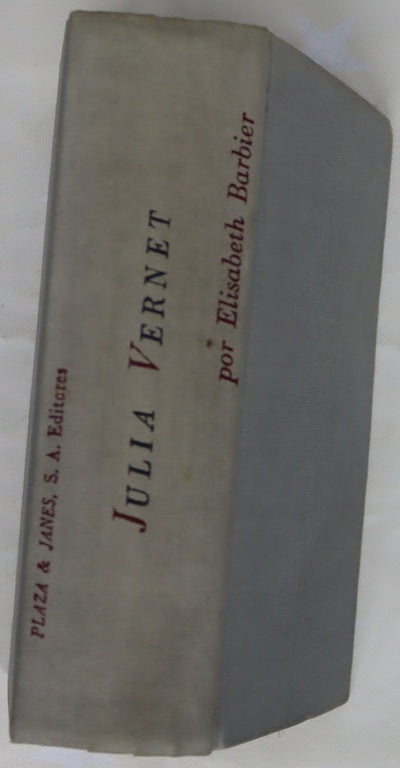 por Elisabeth Barbier
JULIA VERNET
PLAZA & JANES, S. A. Editores